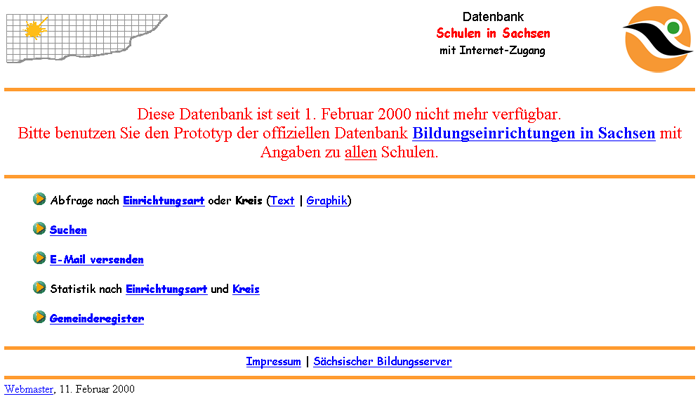 Datenbank
Schulen in Sachsen
mit Internet-Zugang
Diese Datenbank ist seit 1. Februar 2000 nicht mehr verfügbar.
Bitte benutzen Sie den Prototyp der offiziellen Datenbank Bildungseinrichtungen in Sachsen mit
Angaben zu allen Schulen.
Abfrage nach Einrichtungsart oder Kreis (Text | Graphik)
Suchen
E-Mail versenden
Statistik nach Einrichtungsart und Kreis
Gemeinderegister
Impressum | Sächsischer Bildungsserver
Webmaster, 11. Februar 2000